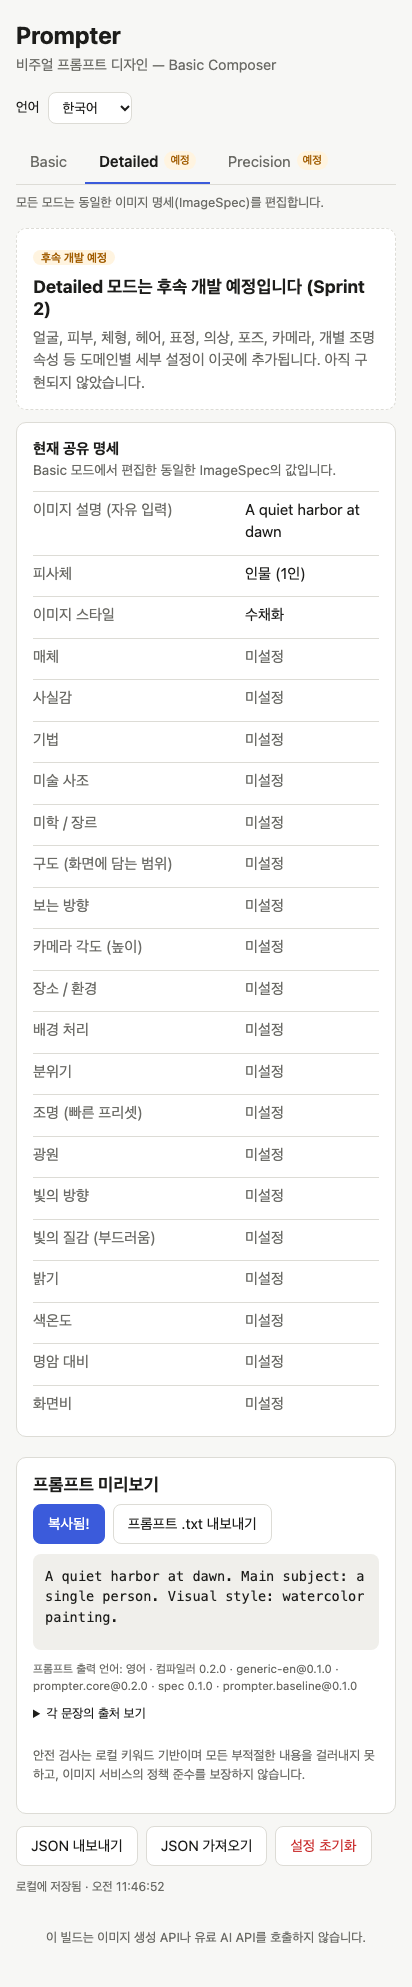 Prompter
비주얼 프롬프트 디자인 — Basic Composer
언어 한국어
Basic Detailed 예정 Precision 예정
모든 모드는 동일한 이미지 명세(ImageSpec)를 편집합니다.
후속 개발 예정
Detailed 모드는 후속 개발 예정입니다 (Sprint
2)
얼굴, 피부, 체형, 헤어, 표정, 의상, 포즈, 카메라, 개별 조명
속성 등 도메인별 세부 설정이 이곳에 추가됩니다. 아직 구
현되지 않았습니다.
현재 공유 명세
Basic 모드에서 편집한 동일한 ImageSpec의 값입니다.
이미지 설명 (자유 입력) A quiet harbor at
dawn
피사체 인물 (1인)
이미지 스타일 수채화
매체 미설정
사실감 미설정
기법 미설정
미술 사조 미설정
미학 / 장르 미설정
구도 (화면에 담는 범위) 미설정
보는 방향 미설정
카메라 각도 (높이) 미설정
장소 / 환경 미설정
배경 처리 미설정
분위기 미설정
조명 (빠른 프리셋) 미설정
광원 미설정
빛의 방향 미설정
빛의 질감 (부드러움) 미설정
밝기 미설정
색온도 미설정
명암 대비 미설정
화면비 미설정
프롬프트 미리보기
복사됨! 프롬프트 .txt 내보내기
A quiet harbor at dawn. Main subject: a
single person. Visual style: watercolor
painting.
프롬프트 출력 언어: 영어 · 컴파일러 0.2.0 · generic-en@0.1.0 ·
prompter.core@0.2.0 · spec 0.1.0 · prompter.baseline@0.1.0
▶ 각 문장의 출처 보기
안전 검사는 로컬 키워드 기반이며 모든 부적절한 내용을 걸러내지 못
하고, 이미지 서비스의 정책 준수를 보장하지 않습니다.
JSON 내보내기 JSON 가져오기 설정 초기화
로컬에 저장됨 · 오전 11:46:52
이 빌드는 이미지 생성 API나 유료 AI API를 호출하지 않습니다.